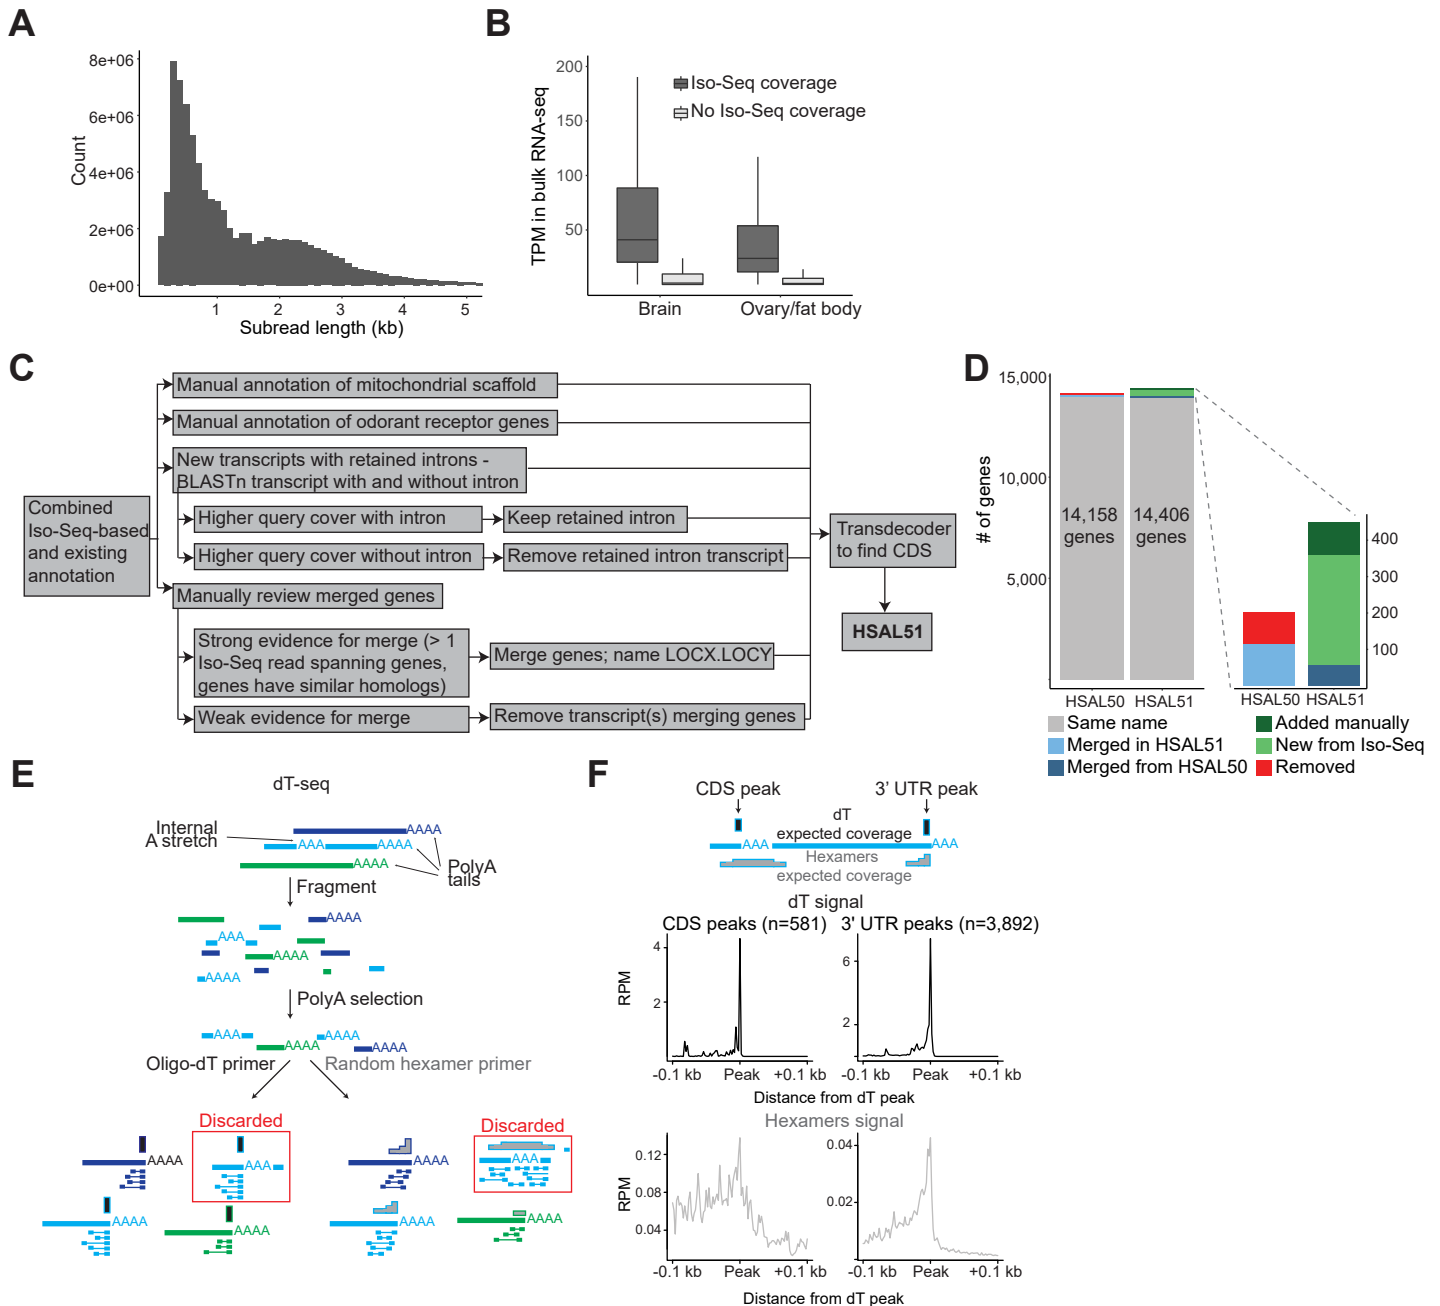 A
8e+06
6e+06
4e+06
2e+06
0e+00
Count
1 2 3 4 5
Subread length (kb)
B
200
150
100
50
TPM in bulk RNA-seq
Iso-Seq coverage
No Iso-Seq coverage
Brain Ovary/fat body
C
Combined
Iso-Seq-based
and existing
annotation
Manual annotation of mitochondrial scaffold
Manual annotation of odorant receptor genes
New transcripts with retained introns -
BLASTn transcript with and without intron
Higher query cover with intron
Keep retained intron
Higher query cover without intron
Remove retained intron transcript
Manually review merged genes
Strong evidence for merge (> 1
Iso-Seq read spanning genes,
genes have similar homologs)
Merge genes; name LOCX.LOCY
Weak evidence for merge
Remove transcript(s) merging genes
Transdecoder
to find CDS
HSAL51
D
15,000
10,000
5,000
# of genes
14,158
genes
14,406
genes
HSAL50 HSAL51
400
300
200
100
HSAL50 HSAL51
Same name
Merged in HSAL51
Merged from HSAL50
Added manually
New from Iso-Seq
Removed
E
dT-seq
Internal
A stretch
AAAA
AAA
AAAA
AAAA
PolyA
tails
Fragment
AAAA
AAA
AAAA
AAAA
PolyA selection
AAA
AAAA
AAAA
AAAA
Oligo-dT primer
Random hexamer primer
Discarded
Discarded
AAAA
AAA
AAAA
AAA
AAAA
AAAA
AAAA
AAAA
F
CDS peak
3' UTR peak
dT
expected coverage
AAA
AAA
Hexamers
expected coverage
dT signal
CDS peaks (n=581)
3' UTR peaks (n=3,892)
4
2
RPM
6
2
-0.1 kb Peak +0.1 kb
-0.1 kb Peak +0.1 kb
Distance from dT peak
Hexamers signal
0.12
0.08
0.04
RPM
0.04
0.02
-0.1 kb Peak +0.1 kb
-0.1 kb Peak +0.1 kb
Distance from dT peak